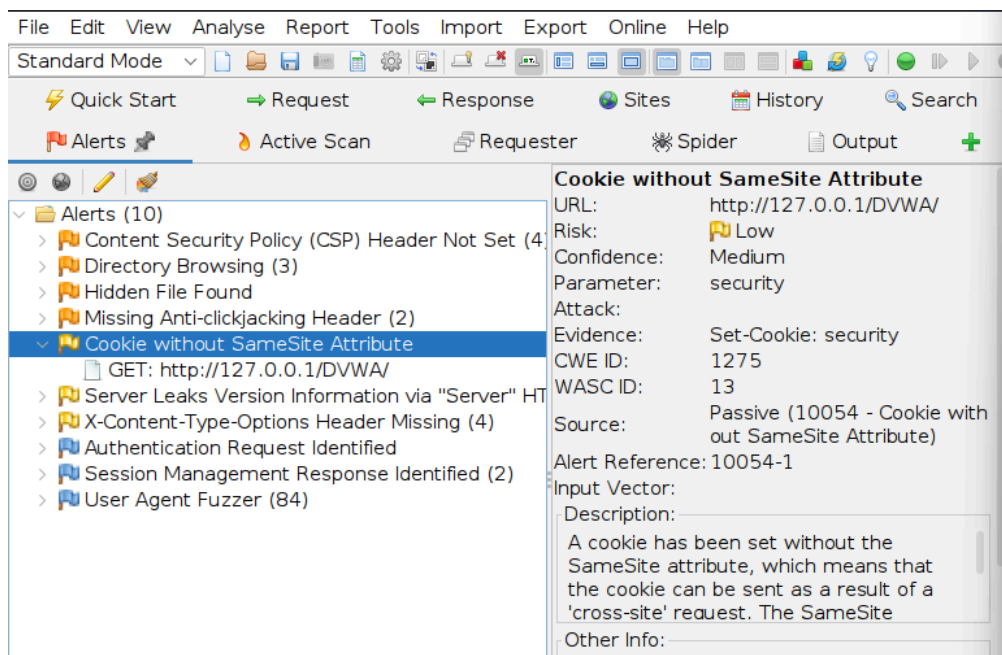 File Edit View Analyse Report Tools Import Export Online Help
Standard Mode
Quick Start Request Response Sites History Search
Alerts Active Scan Requester Spider Output
Alerts (10)
Content Security Policy (CSP) Header Not Set (4)
Directory Browsing (3)
Hidden File Found
Missing Anti-clickjacking Header (2)
Cookie without SameSite Attribute
GET: http://127.0.0.1/DVWA/
Server Leaks Version Information via "Server" HT
X-Content-Type-Options Header Missing (4)
Authentication Request Identified
Session Management Response Identified (2)
User Agent Fuzzer (84)
Cookie without SameSite Attribute
URL: http://127.0.0.1/DVWA/
Risk: Low
Confidence: Medium
Parameter: security
Attack:
Evidence: Set-Cookie: security
CWE ID: 1275
WASC ID: 13
Source: Passive (10054 - Cookie with
out SameSite Attribute)
Alert Reference: 10054-1
Input Vector:
Description:
A cookie has been set without the
SameSite attribute, which means that
the cookie can be sent as a result of a
'cross-site' request. The SameSite
Other Info: